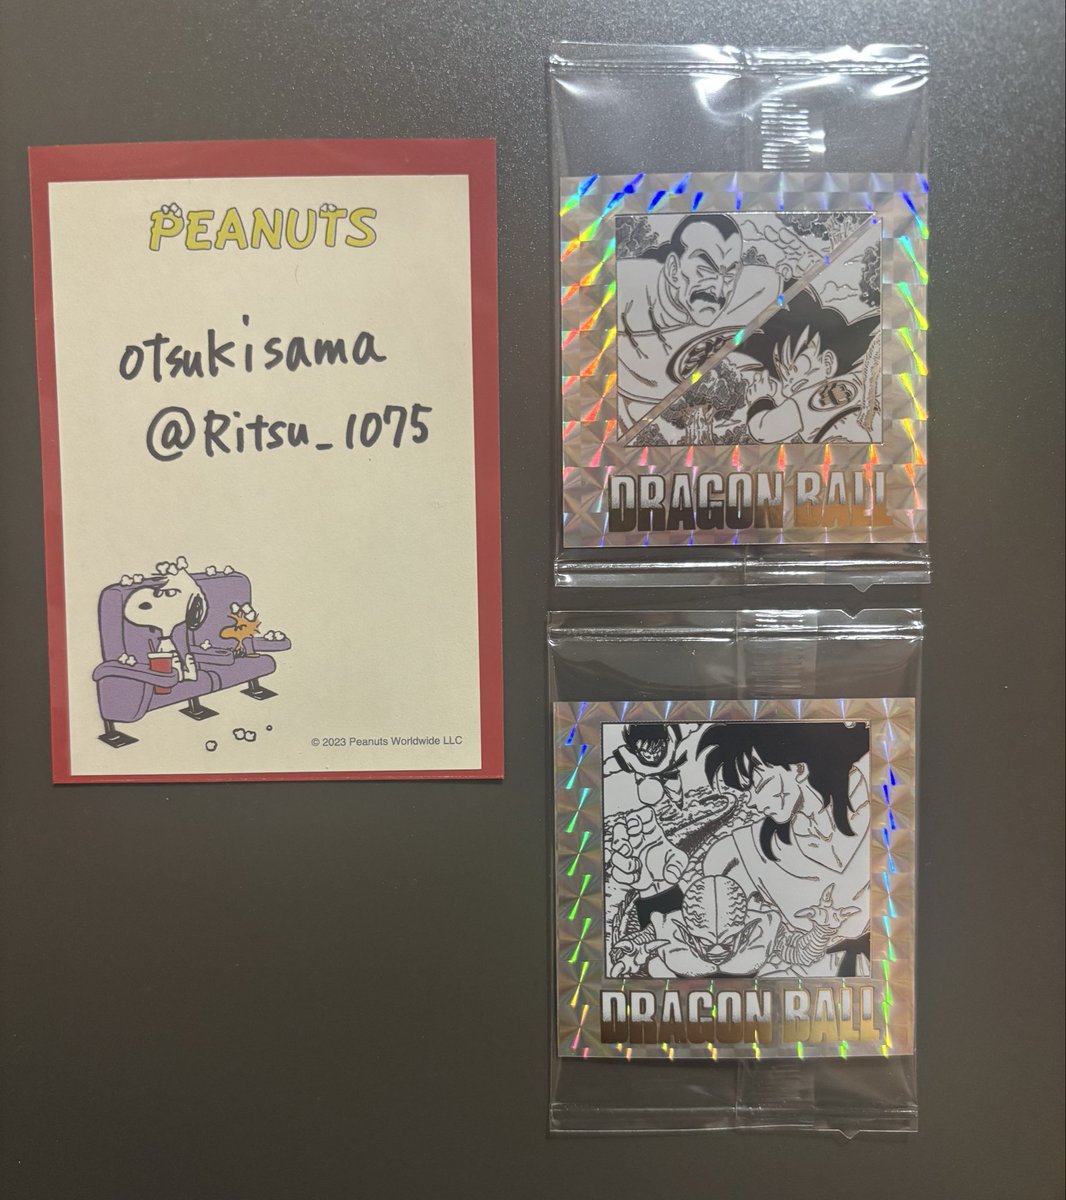 PEANUTS
otsukisama
@Ritsu_1075
© 2023 Peanuts Worldwide LLC
DRAGON BALL
DRAGON BALL